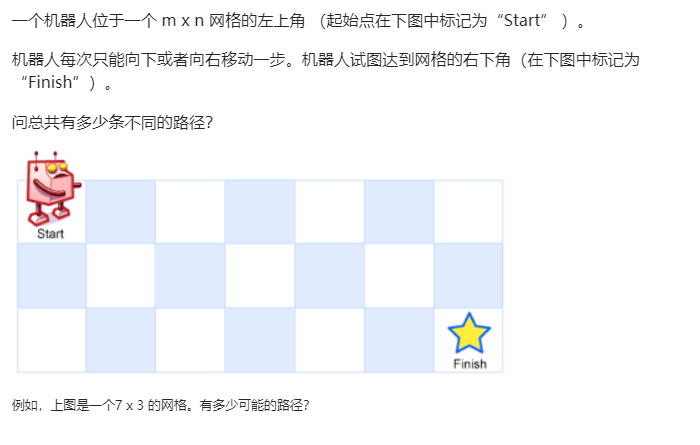 一个机器人位于一个 m x n 网格的左上角 （起始点在下图中标记为“Start” ）。
机器人每次只能向下或者向右移动一步。机器人试图达到网格的右下角（在下图中标记为
“Finish”）。
问总共有多少条不同的路径？
Start
Finish
例如，上图是一个7 x 3 的网格。有多少可能的路径？